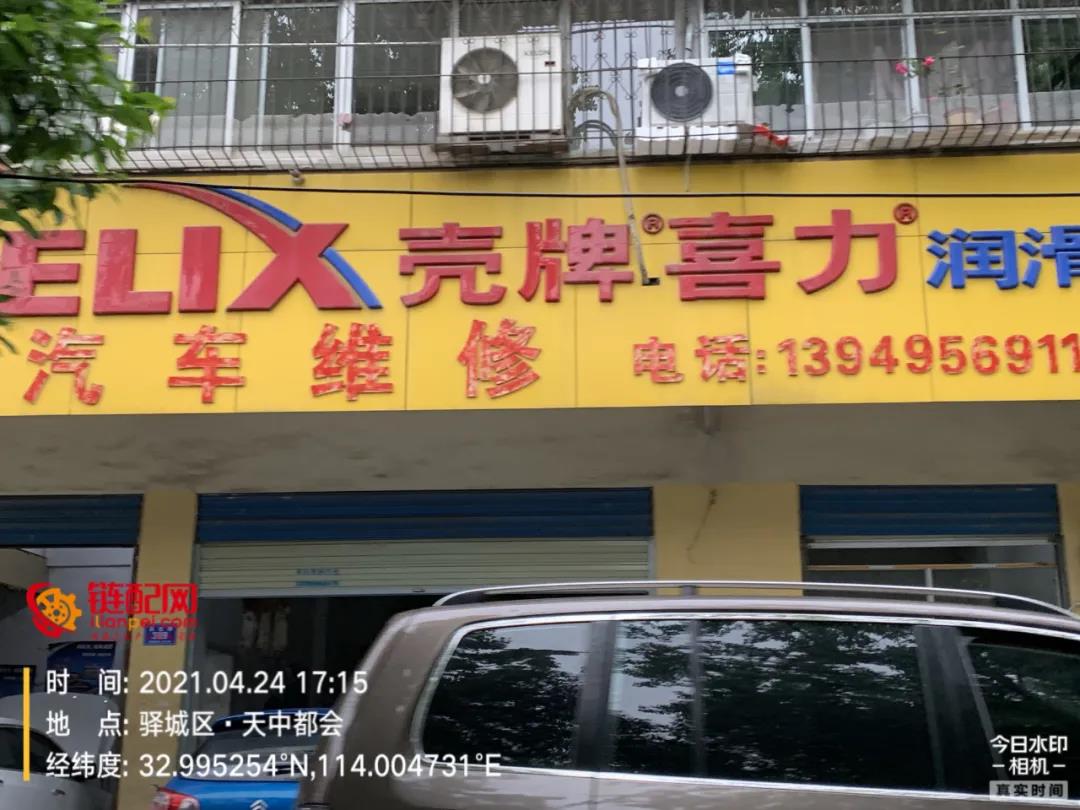 ELIX 壳牌®喜力® 润滑
汽车维修 电话:1394956911
链配网
lianpei.com
时 间: 2021.04.24 17:15
地 点: 驿城区·天中都会
经纬度: 32.995254°N,114.004731°E
今日水印
-相机-
真实时间